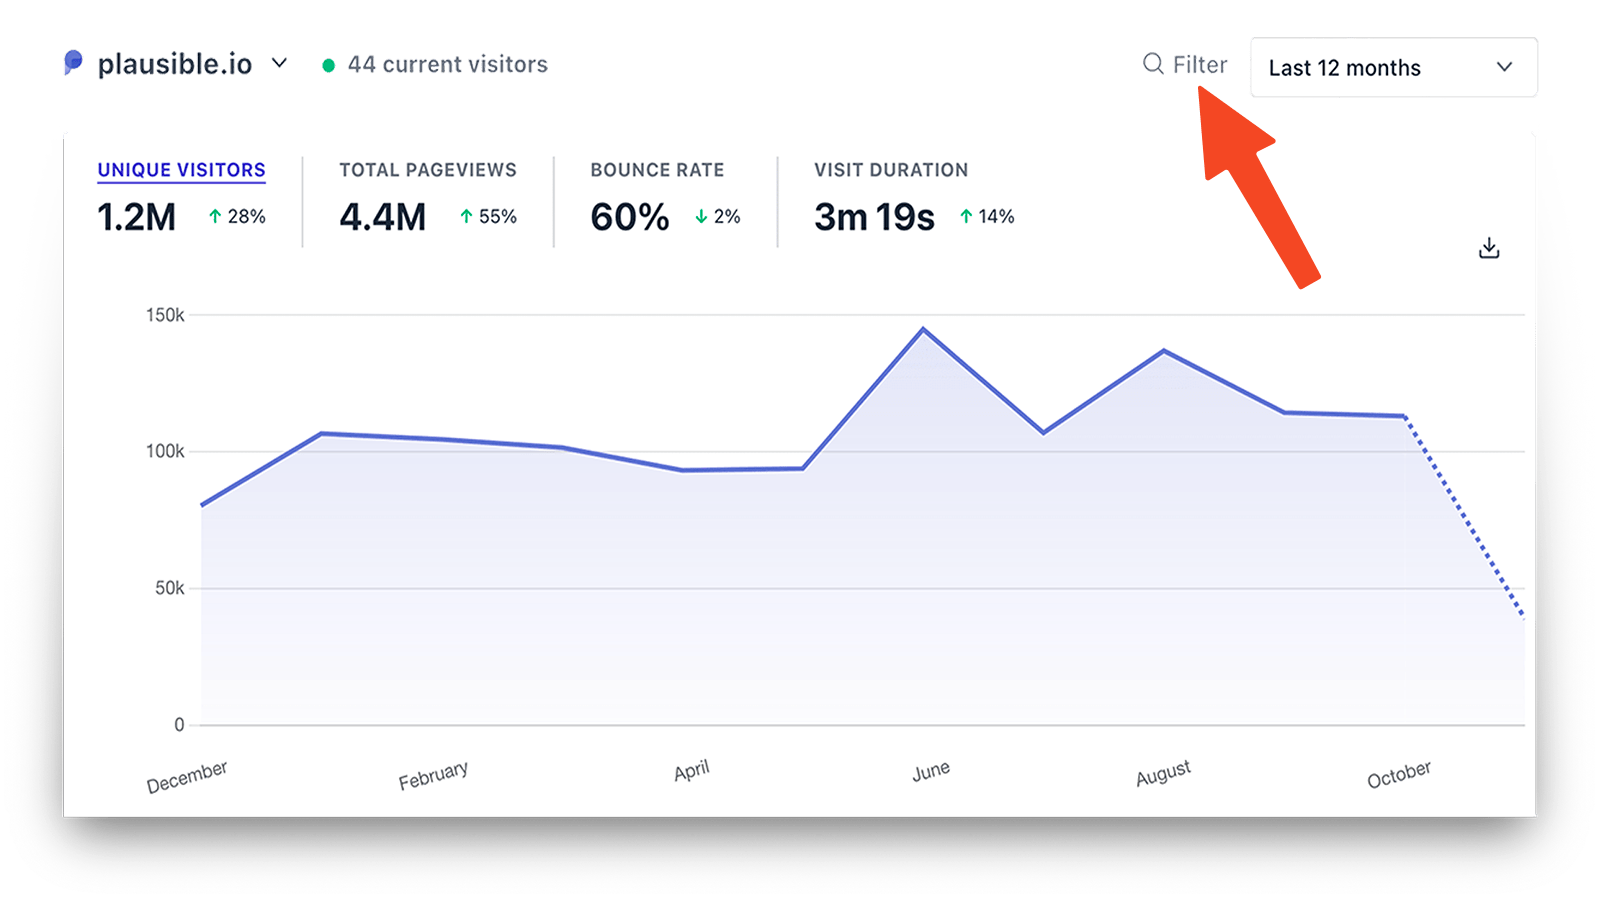 plausible.io
44 current visitors
Filter
Last 12 months
UNIQUE VISITORS
1.2M 28%
TOTAL PAGEVIEWS
4.4M 55%
BOUNCE RATE
60% 2%
VISIT DURATION
3m 19s 14%
150k
100k
50k
0
December
February
April
June
August
October